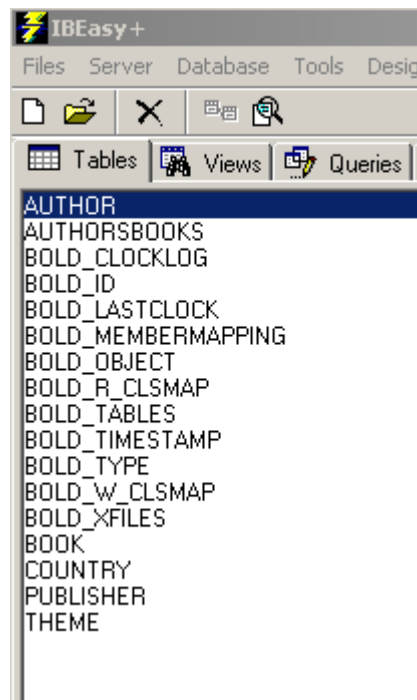 IBEasy+
Files Server Database Tools Desig
Tables Views Queries
AUTHOR
AUTHORSBOOKS
BOLD_CLOCKLOG
BOLD_ID
BOLD_LASTCLOCK
BOLD_MEMBERMAPPING
BOLD_OBJECT
BOLD_R_CLSMAP
BOLD_TABLES
BOLD_TIMESTAMP
BOLD_TYPE
BOLD_W_CLSMAP
BOLD_XFILES
BOOK
COUNTRY
PUBLISHER
THEME